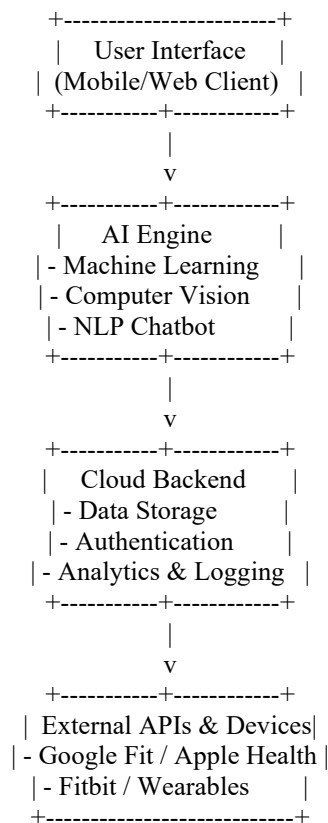 +------------------------+
| User Interface |
| (Mobile/Web Client) |
+-----------+------------+
|
v
+-----------+------------+
| AI Engine |
| - Machine Learning |
| - Computer Vision |
| - NLP Chatbot |
+-----------+------------+
|
v
+-----------+------------+
| Cloud Backend |
| - Data Storage |
| - Authentication |
| - Analytics & Logging |
+-----------+------------+
|
v
+-----------+------------+
| External APIs & Devices|
| - Google Fit / Apple Health |
| - Fitbit / Wearables |
+---------------------------+